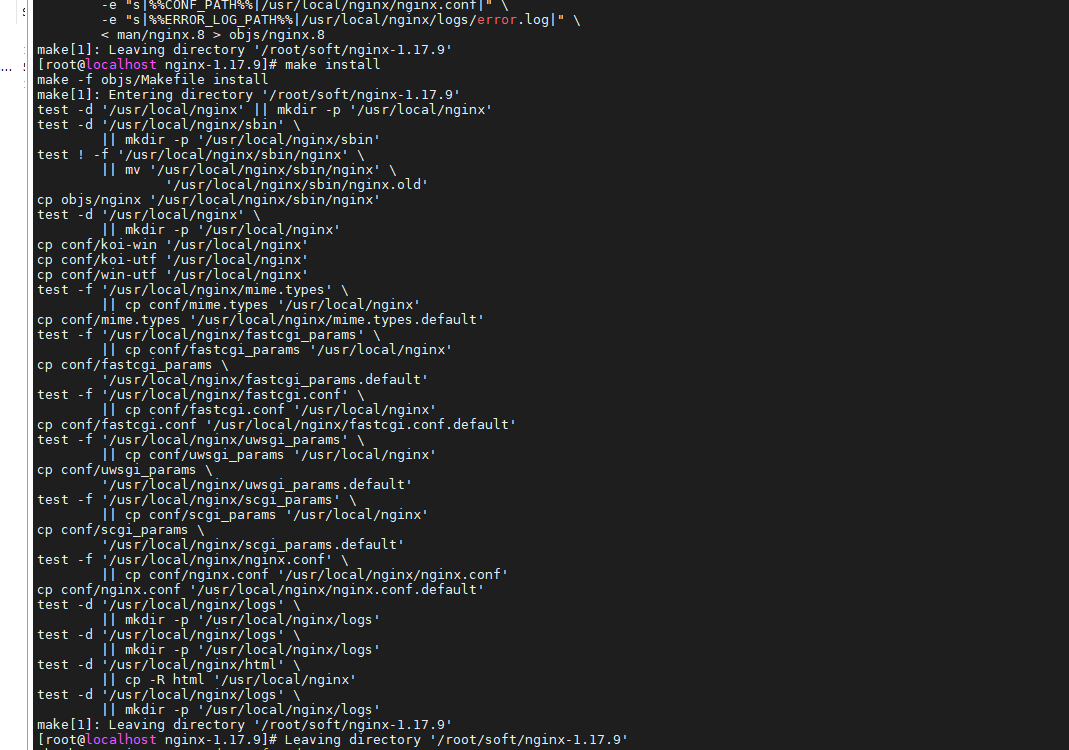 -e "s|%%CONF_PATH%%|/usr/local/nginx/nginx.conf|" \
-e "s|%%ERROR_LOG_PATH%%|/usr/local/nginx/logs/error.log|" \
< man/nginx.8 > objs/nginx.8
make[1]: Leaving directory '/root/soft/nginx-1.17.9'
[root@localhost nginx-1.17.9]# make install
make -f objs/Makefile install
make[1]: Entering directory '/root/soft/nginx-1.17.9'
test -d '/usr/local/nginx' || mkdir -p '/usr/local/nginx'
test -d '/usr/local/nginx/sbin' \
|| mkdir -p '/usr/local/nginx/sbin'
test ! -f '/usr/local/nginx/sbin/nginx' \
|| mv '/usr/local/nginx/sbin/nginx' \
'/usr/local/nginx/sbin/nginx.old'
cp objs/nginx '/usr/local/nginx/sbin/nginx'
test -d '/usr/local/nginx' \
|| mkdir -p '/usr/local/nginx'
cp conf/koi-win '/usr/local/nginx'
cp conf/koi-utf '/usr/local/nginx'
cp conf/win-utf '/usr/local/nginx'
test -f '/usr/local/nginx/mime.types' \
|| cp conf/mime.types '/usr/local/nginx'
cp conf/mime.types '/usr/local/nginx/mime.types.default'
test -f '/usr/local/nginx/fastcgi_params' \
|| cp conf/fastcgi_params '/usr/local/nginx'
cp conf/fastcgi_params \
'/usr/local/nginx/fastcgi_params.default'
test -f '/usr/local/nginx/fastcgi.conf' \
|| cp conf/fastcgi.conf '/usr/local/nginx'
cp conf/fastcgi.conf '/usr/local/nginx/fastcgi.conf.default'
test -f '/usr/local/nginx/uwsgi_params' \
|| cp conf/uwsgi_params '/usr/local/nginx'
cp conf/uwsgi_params \
'/usr/local/nginx/uwsgi_params.default'
test -f '/usr/local/nginx/scgi_params' \
|| cp conf/scgi_params '/usr/local/nginx'
cp conf/scgi_params \
'/usr/local/nginx/scgi_params.default'
test -f '/usr/local/nginx/nginx.conf' \
|| cp conf/nginx.conf '/usr/local/nginx/nginx.conf'
cp conf/nginx.conf '/usr/local/nginx/nginx.conf.default'
test -d '/usr/local/nginx/logs' \
|| mkdir -p '/usr/local/nginx/logs'
test -d '/usr/local/nginx/logs' \
|| mkdir -p '/usr/local/nginx/logs'
test -d '/usr/local/nginx/html' \
|| cp -R html '/usr/local/nginx'
test -d '/usr/local/nginx/logs' \
|| mkdir -p '/usr/local/nginx/logs'
make[1]: Leaving directory '/root/soft/nginx-1.17.9'
[root@localhost nginx-1.17.9]# Leaving directory '/root/soft/nginx-1.17.9'